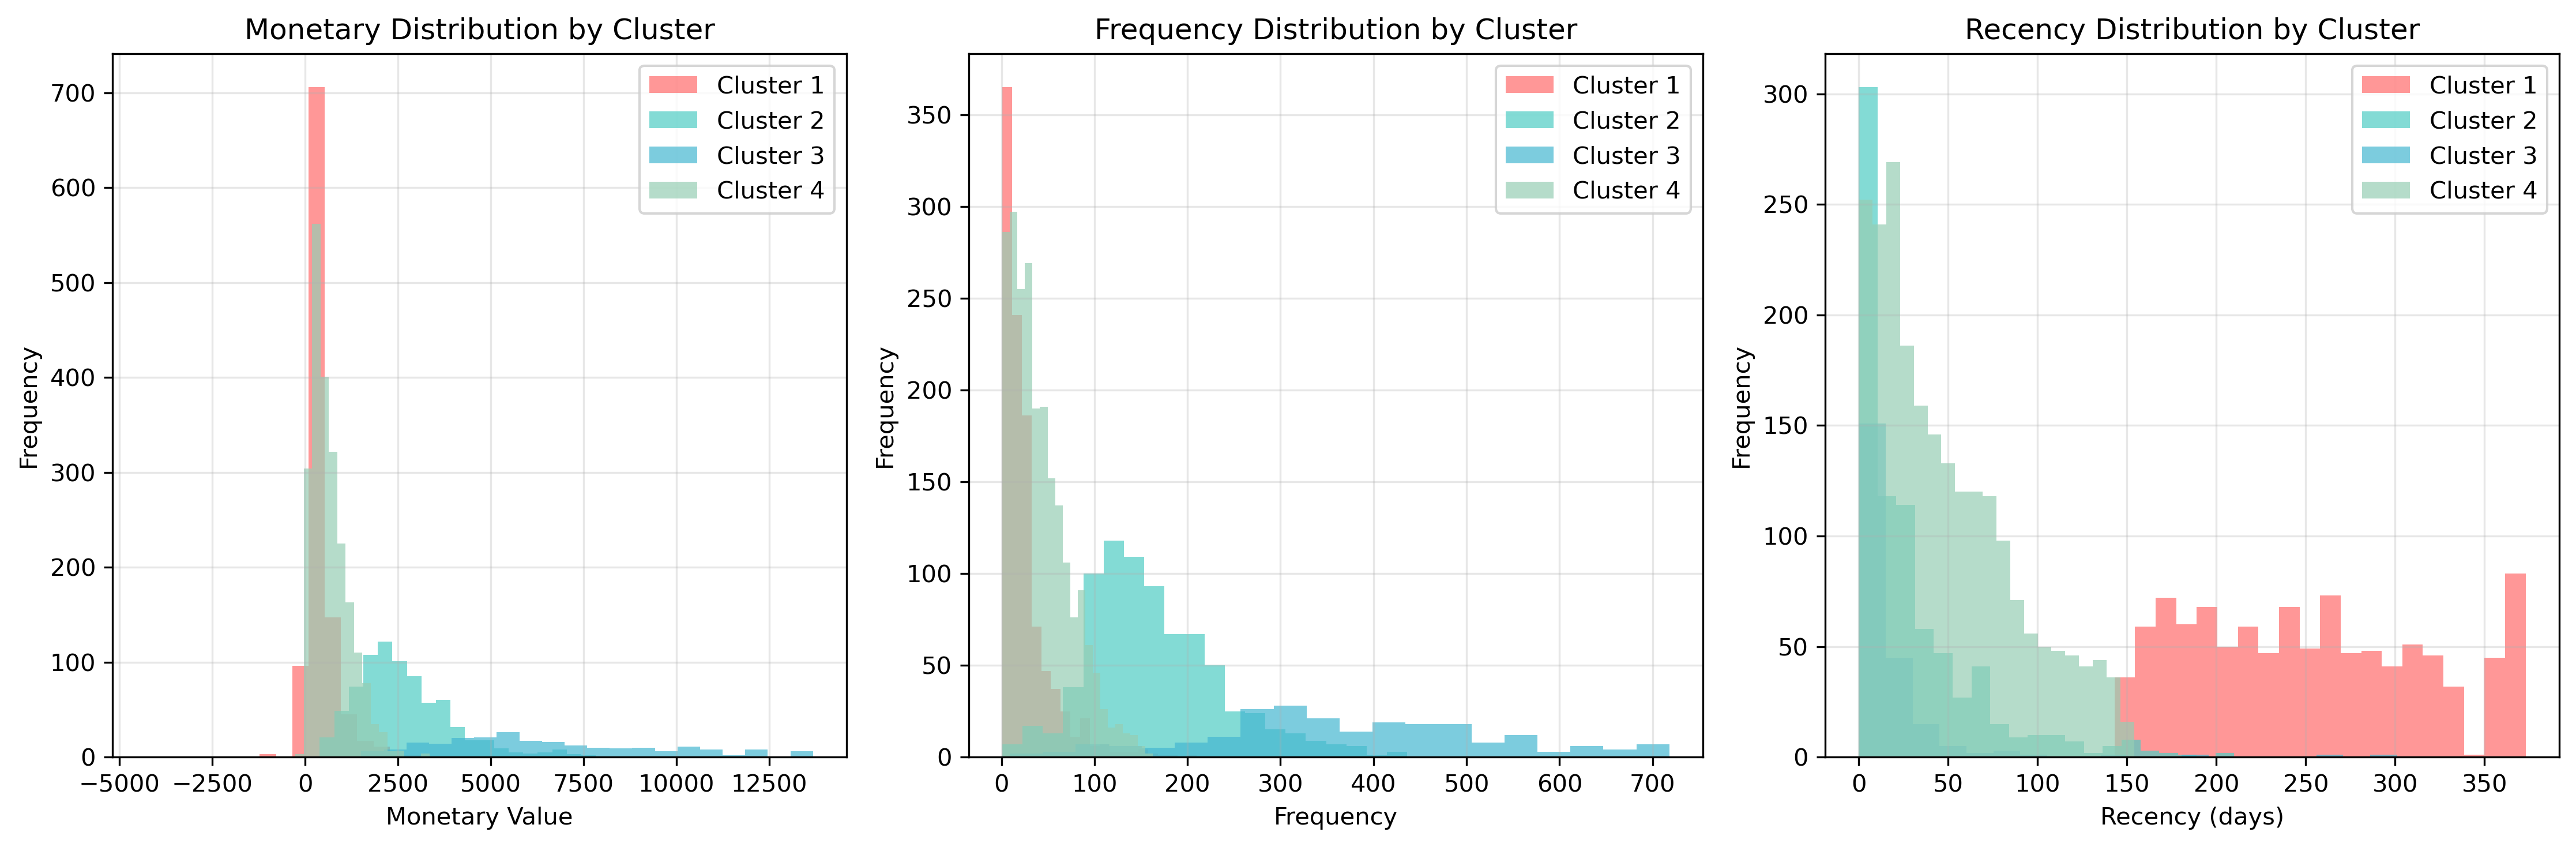 Monetary Distribution by Cluster
Frequency
700
600
500
400
300
200
100
0
−5000 −2500 0 2500 5000 7500 10000 12500
Monetary Value
Cluster 1
Cluster 2
Cluster 3
Cluster 4
Frequency Distribution by Cluster
Frequency
350
300
250
200
150
100
50
0
0 100 200 300 400 500 600 700
Frequency
Cluster 1
Cluster 2
Cluster 3
Cluster 4
Recency Distribution by Cluster
Frequency
300
250
200
150
100
50
0
0 50 100 150 200 250 300 350
Recency (days)
Cluster 1
Cluster 2
Cluster 3
Cluster 4